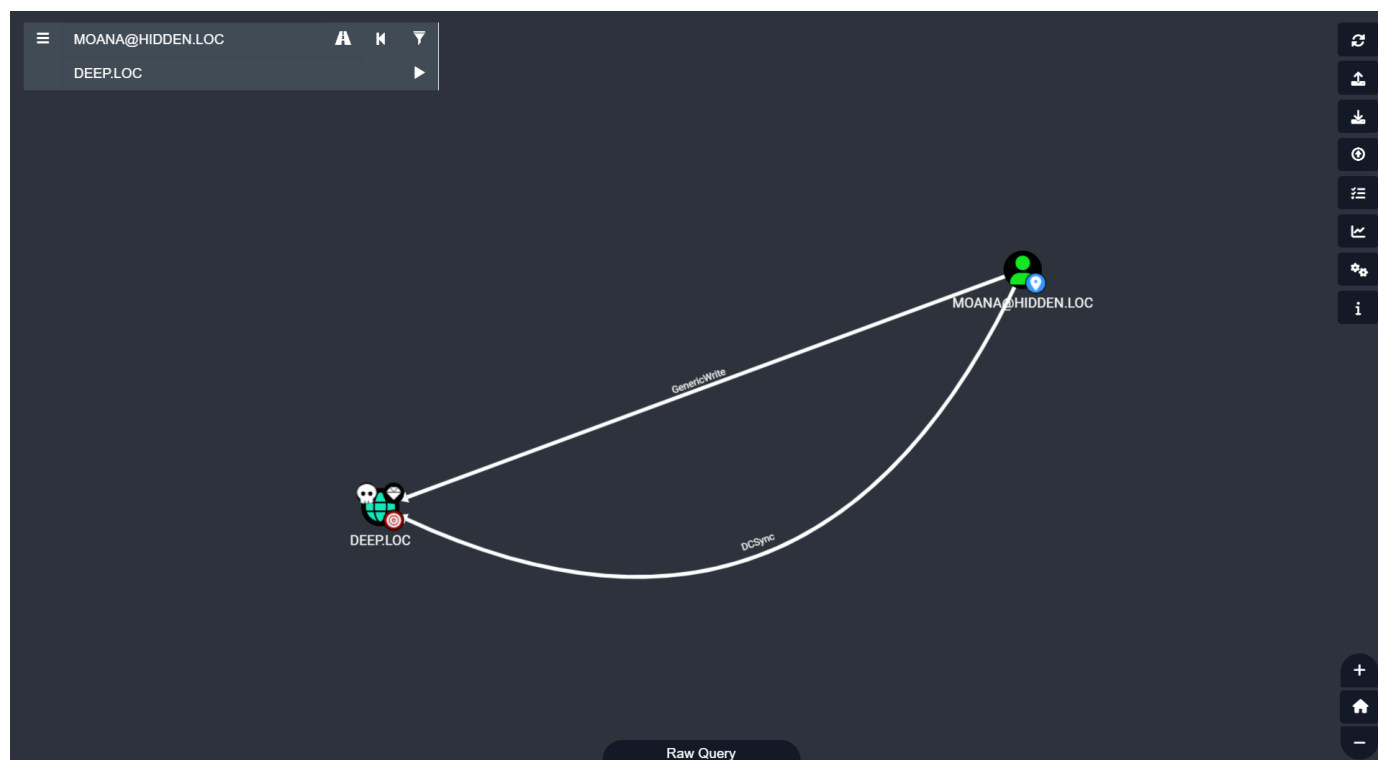 MOANA@HIDDEN.LOC
DEEP.LOC
MOANA@HIDDEN.LOC
GenericWrite
DEEP.LOC
DCSync
Raw Query